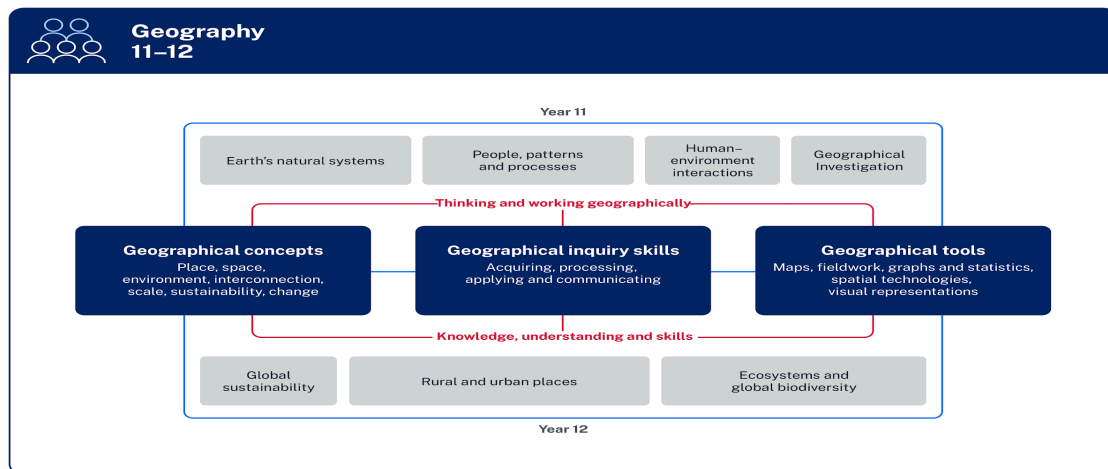 Geography
11–12
Year 11
Earth's natural systems
People, patterns
and processes
Human–
environment
interactions
Geographical
Investigation
Thinking and working geographically
Geographical concepts
Place, space,
environment, interconnection,
scale, sustainability, change
Geographical inquiry skills
Acquiring, processing,
applying and communicating
Geographical tools
Maps, fieldwork, graphs and statistics,
spatial technologies,
visual representations
Knowledge, understanding and skills
Global
sustainability
Rural and urban places
Ecosystems and
global biodiversity
Year 12